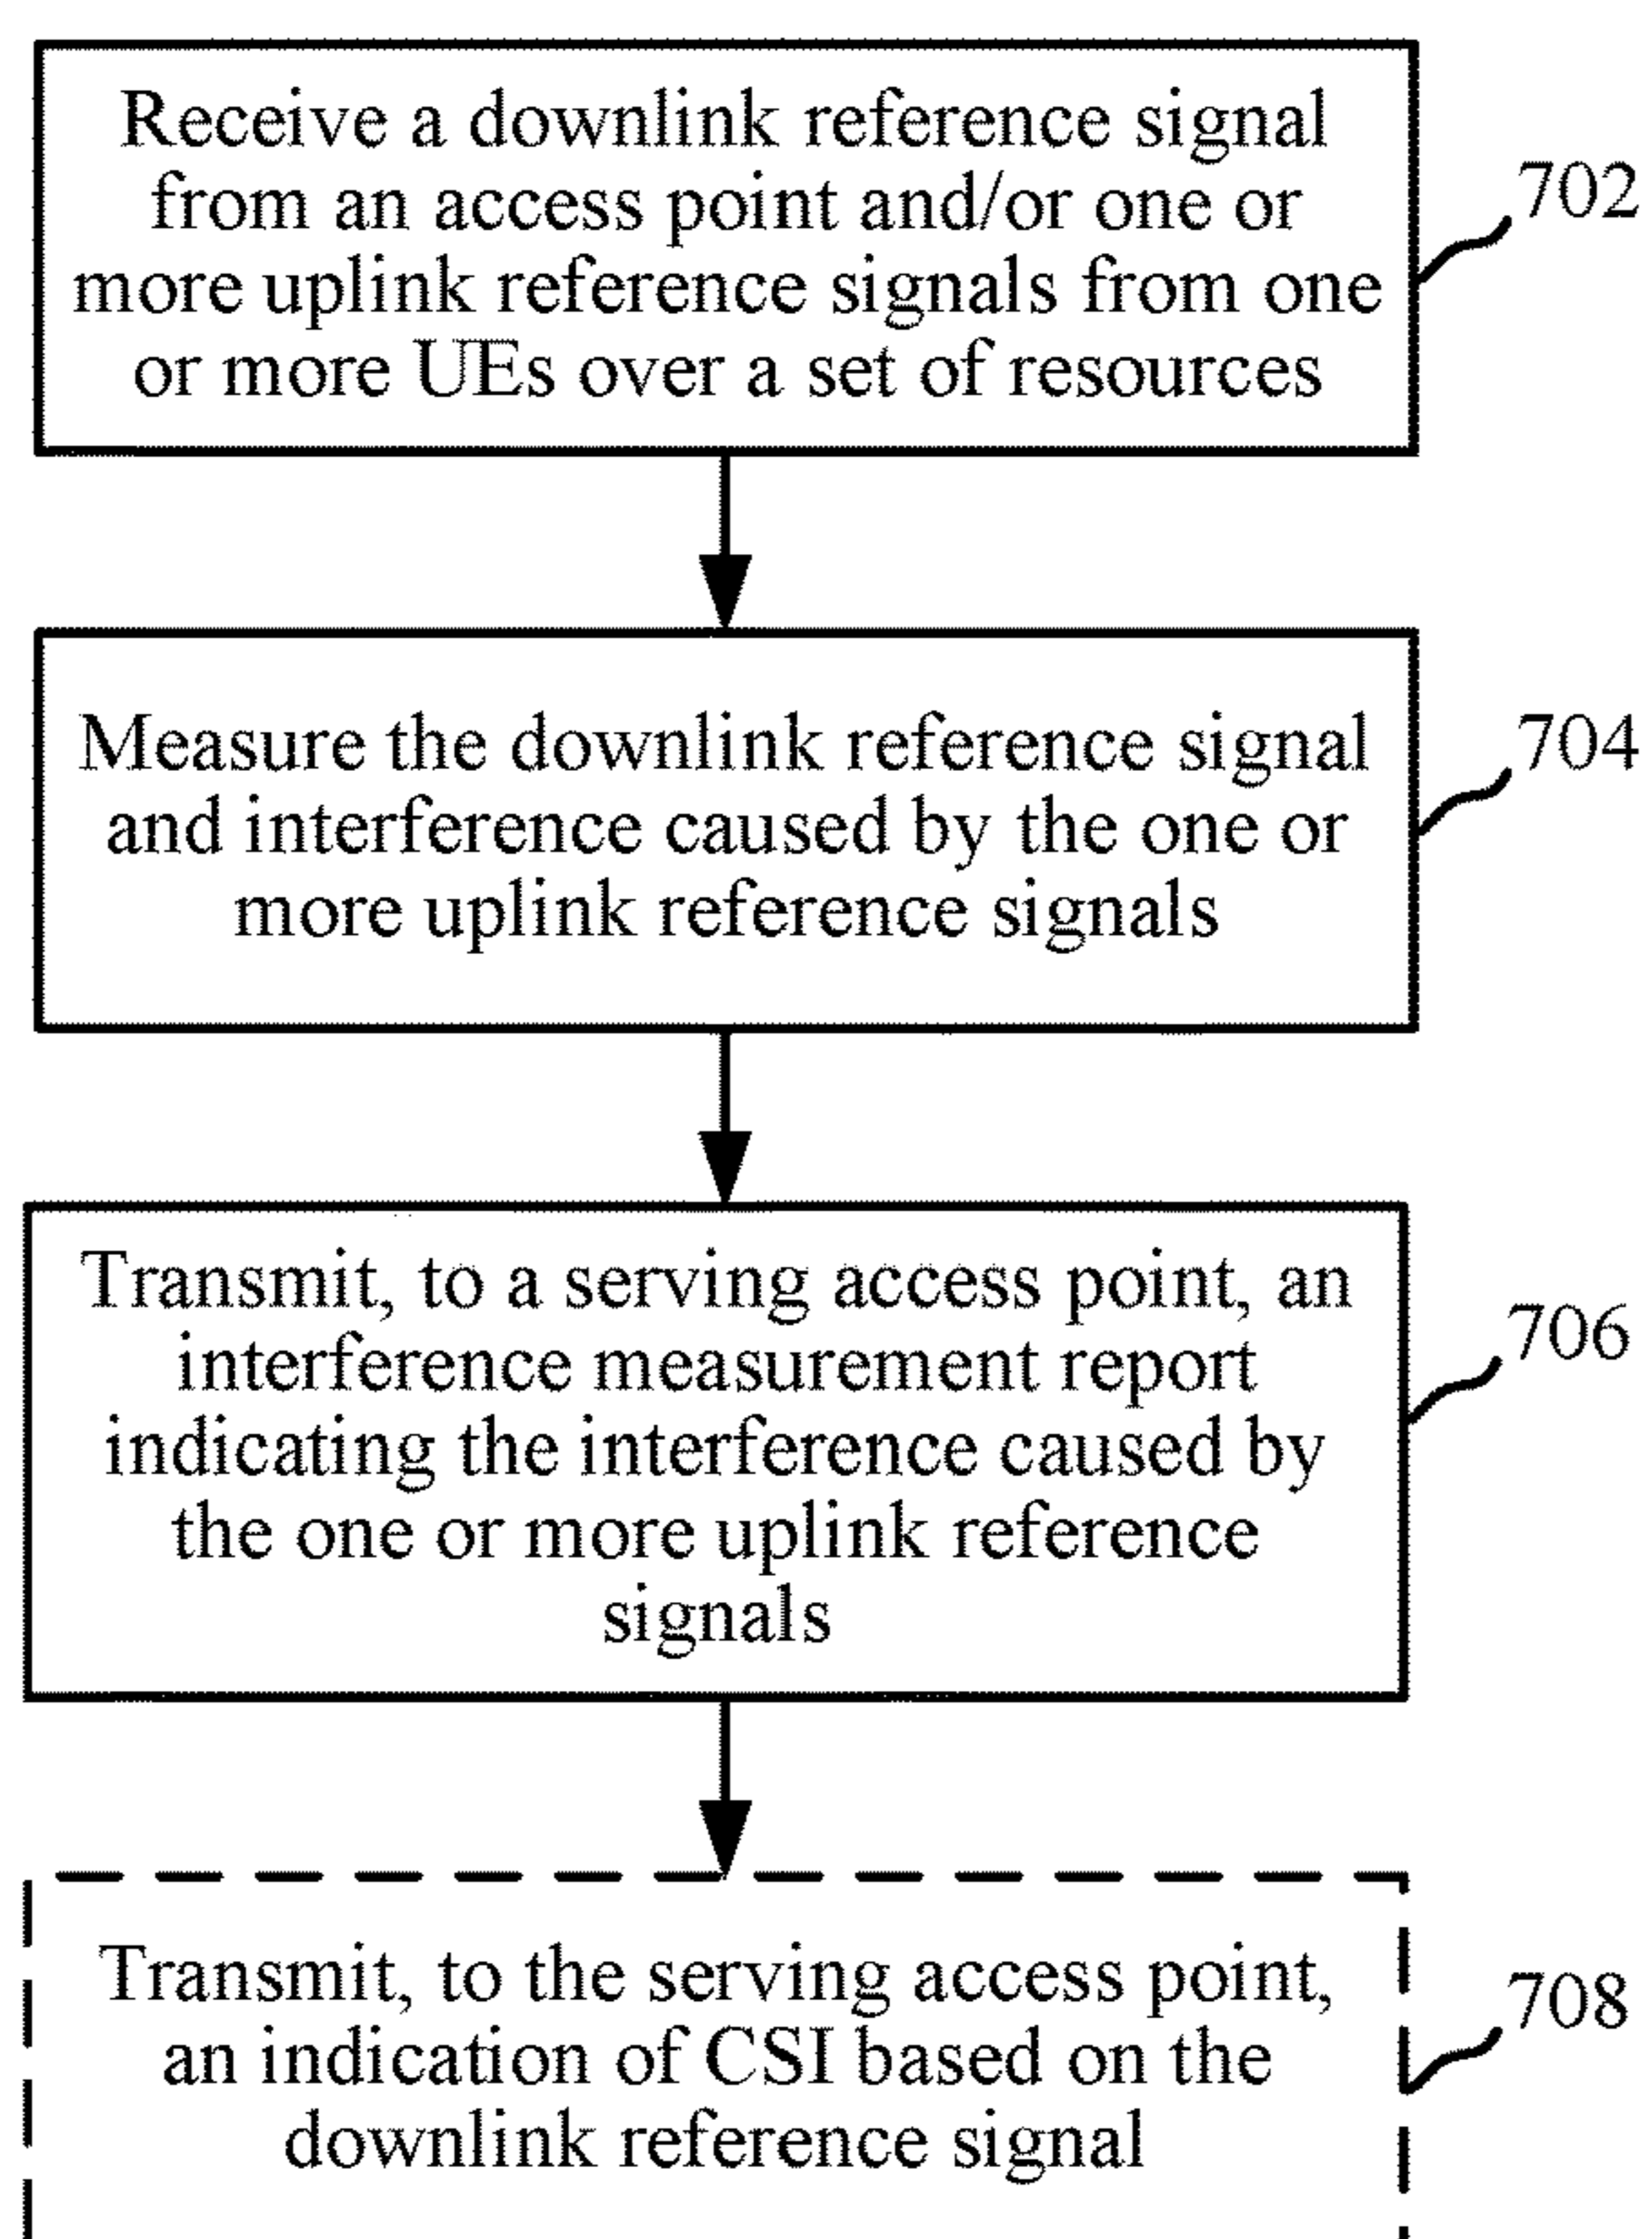 Receive a downlink reference signal
from an access point and/or one or
more uplink reference signals from one
or more UEs over a set of resources
702
Measure the downlink reference signal
and interference caused by the one or
more uplink reference signals
704
Transmit, to a serving access point, an
interference measurement report
indicating the interference caused by
the one or more uplink reference
signals
706
Transmit, to the serving access point,
an indication of CSI based on the
downlink reference signal
708